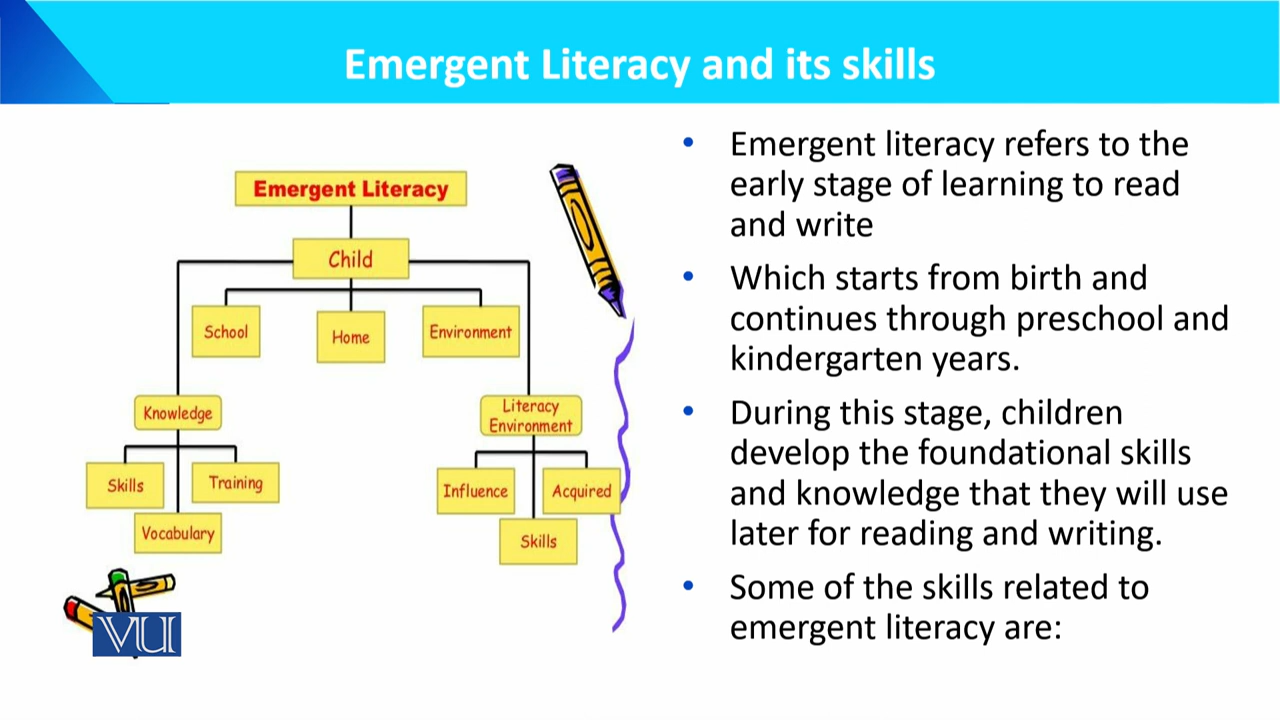 Emergent Literacy and its skills
Emergent Literacy
Child
School
Home
Environment
Knowledge
Literacy
Environment
Skills
Training
Vocabulary
Influence
Acquired
Skills
VU
• Emergent literacy refers to the
early stage of learning to read
and write
• Which starts from birth and
continues through preschool and
kindergarten years.
• During this stage, children
develop the foundational skills
and knowledge that they will use
later for reading and writing.
• Some of the skills related to
emergent literacy are: